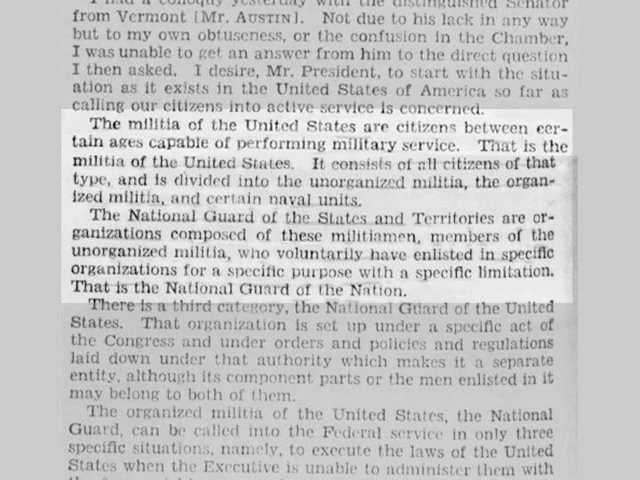 I had a colloquy yesterday with the distinguished Senator
from Vermont [Mr. AUSTIN]. Not due to his lack in any way
but to my own obtuseness, or the confusion in the Chamber,
I was unable to get an answer from him to the direct question
I then asked. I desire, Mr. President, to start with the situ-
ation as it exists in the United States of America so far as
calling our citizens into active service is concerned.
The militia of the United States are citizens between cer-
tain ages capable of performing military service. That is the
militia of the United States. It consists of all citizens of that
type, and is divided into the unorganized militia, the organ-
ized militia, and certain naval units.
The National Guard of the States and Territories are or-
ganizations composed of these militiamen, members of the
unorganized militia, who voluntarily have enlisted in specific
organizations for a specific purpose with a specific limitation.
That is the National Guard of the Nation.
There is a third category, the National Guard of the United
States. That organization is set up under a specific act of
the Congress and under orders and policies and regulations
laid down under that authority which makes it a separate
entity, although its component parts or the men enlisted in it
may belong to both of them.
The organized militia of the United States, the National
Guard, can be called into the Federal service in only three
specific situations, namely, to execute the laws of the United
States when the Executive is unable to administer them with